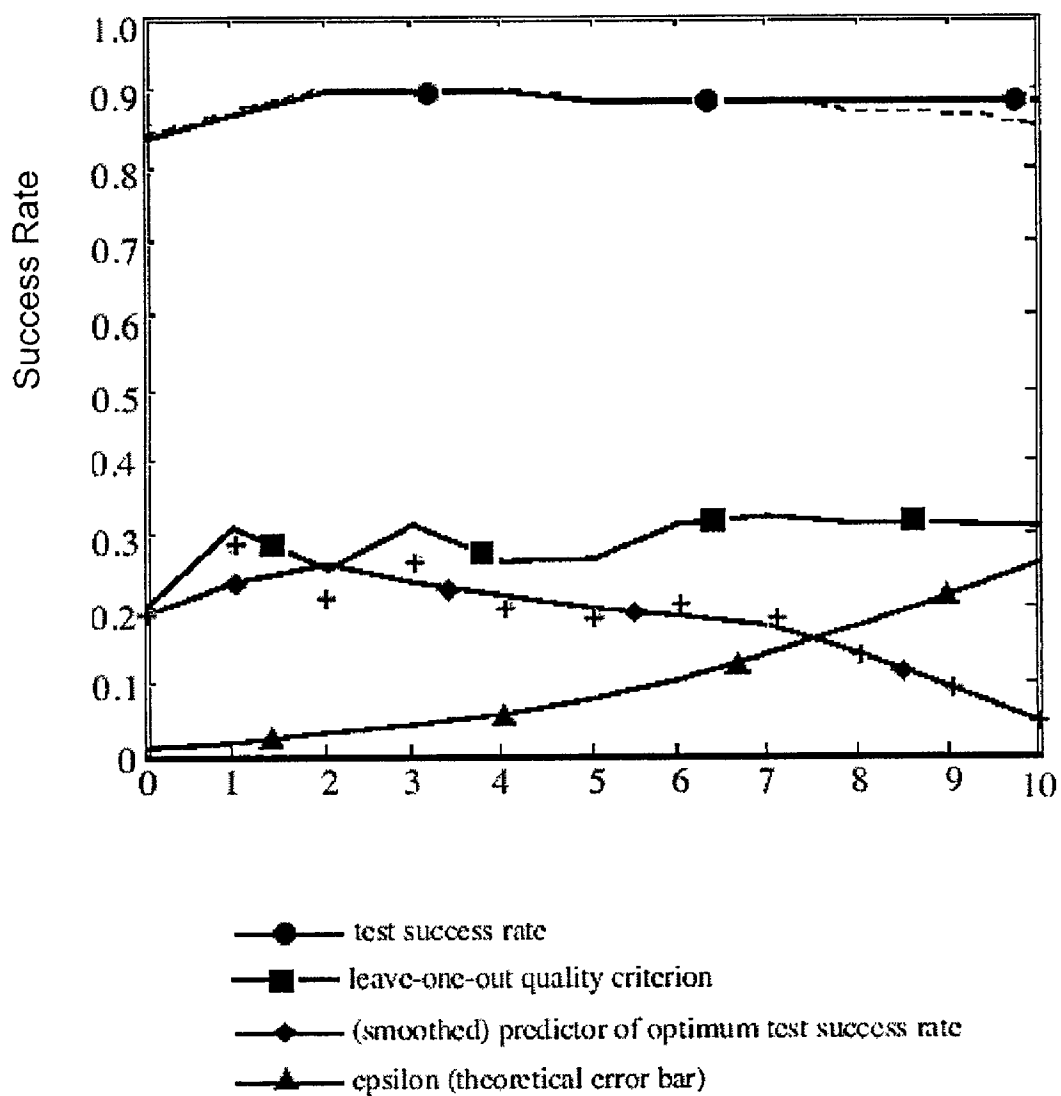 Success Rate
1.0
0.9
0.8
0.7
0.6
0.5
0.4
0.3
0.2
0.1
0
0 1 2 3 4 5 6 7 8 9 10
test success rate
leave-one-out quality criterion
(smoothed) predictor of optimum test success rate
epsilon (theoretical error bar)